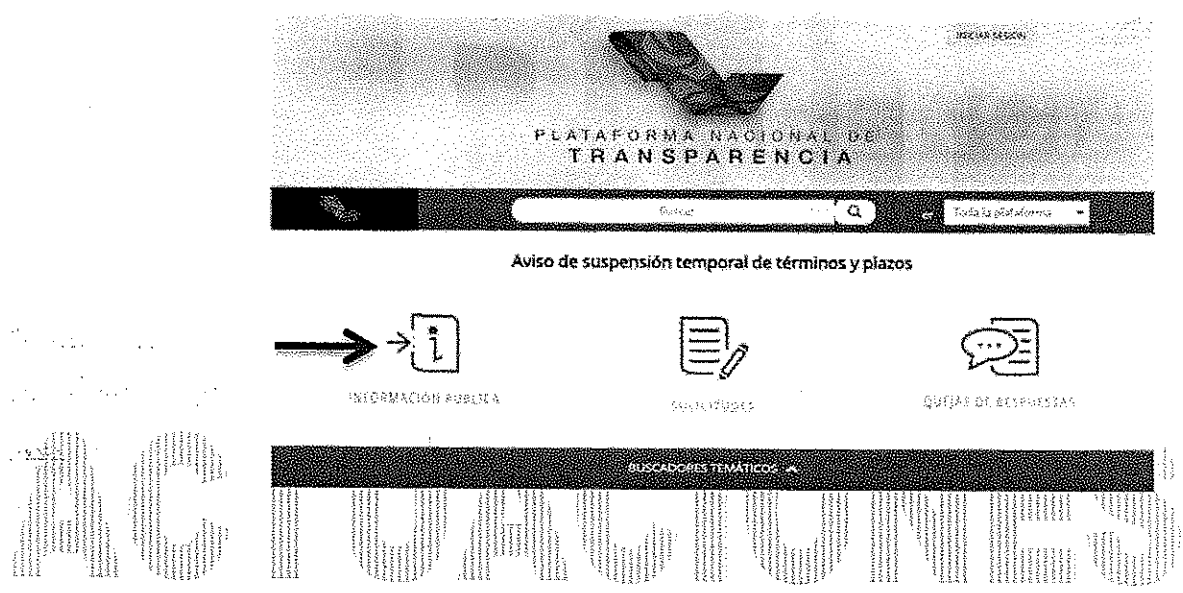 INICIAR SESIÓN
PLATAFORMA NACIONAL DE
TRANSPARENCIA
Buscar
en
Toda la plataforma
Aviso de suspensión temporal de términos y plazos
INFORMACIÓN PÚBLICA
SOLICITUDES
QUEJAS DE RESPUESTAS
BUSCADORES TEMÁTICOS